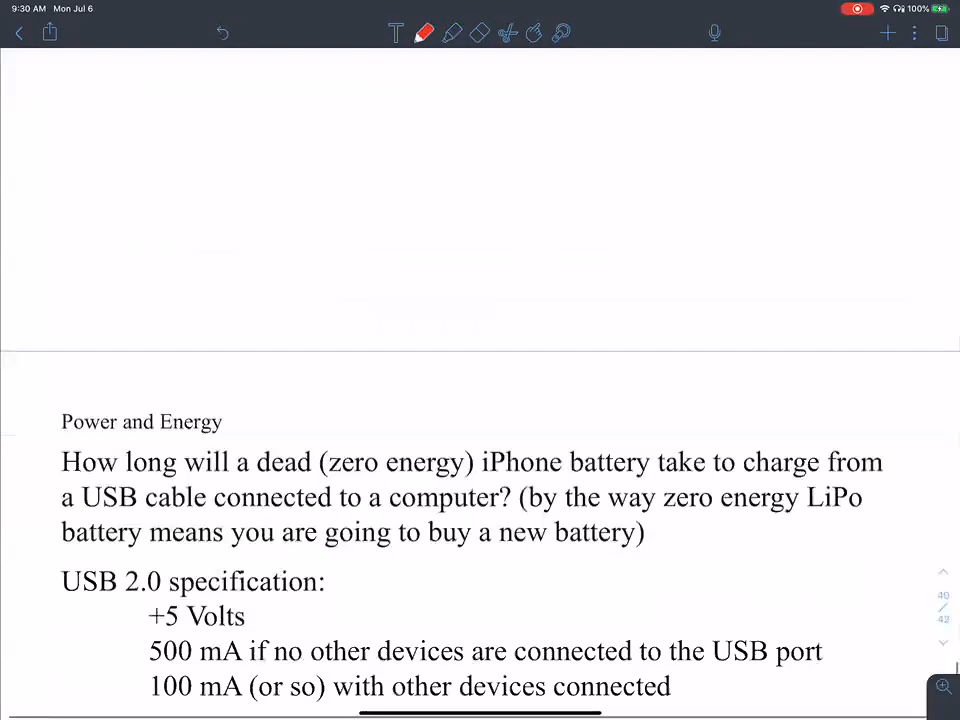 9:30 AM Mon Jul 6
100%
T
Power and Energy
How long will a dead (zero energy) iPhone battery take to charge from
a USB cable connected to a computer? (by the way zero energy LiPo
battery means you are going to buy a new battery)
USB 2.0 specification:
+5 Volts
500 mA if no other devices are connected to the USB port
100 mA (or so) with other devices connected
40
/
42